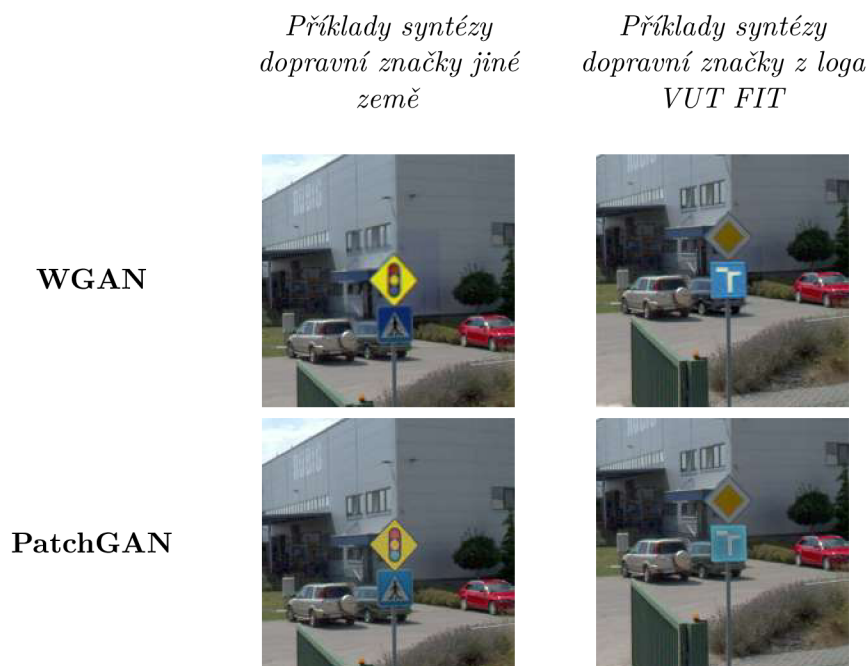 Příklady syntézy
dopravní značky jiné
země
Příklady syntézy
dopravní značky z loga
VUT FIT
WGAN
PatchGAN